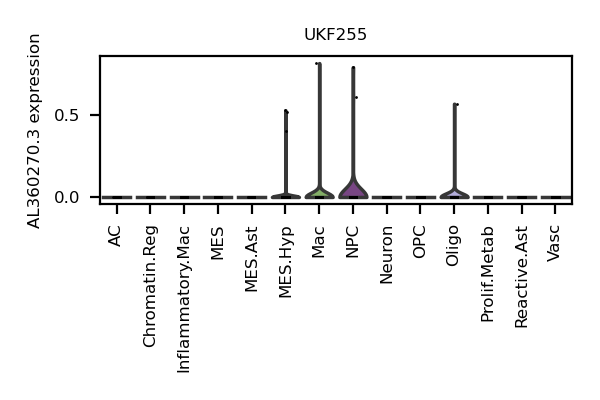 UKF255
AL360270.3 expression
0.5
0.0
AC
Chromatin.Reg
Inflammatory.Mac
MES
MES.Ast
MES.Hyp
Mac
NPC
Neuron
OPC
Oligo
Prolif.Metab
Reactive.Ast
Vasc